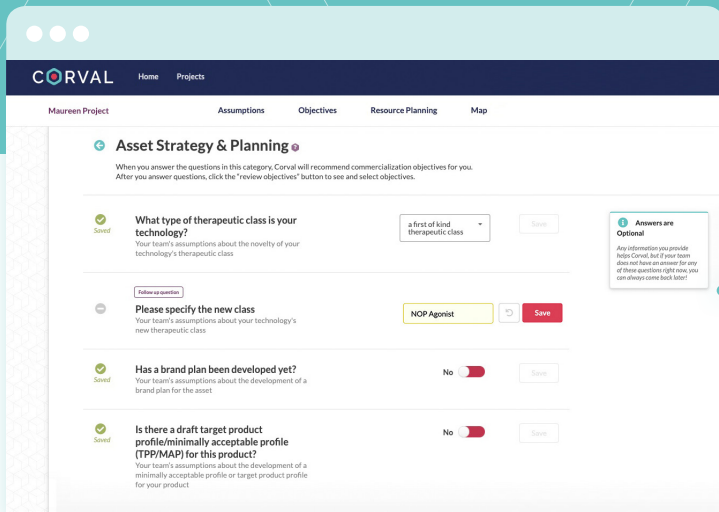 CORVAL
Home
Projects
Maureen Project
Assumptions
Objectives
Resource Planning
Map
Asset Strategy & Planning
When you answer the questions in this category, Corval will recommend commercialization objectives for you.
After you answer questions, click the "review objectives" button to see and select objectives.
Saved
What type of therapeutic class is your
technology?
Your team's assumptions about the novelty of your
technology's therapeutic class
a first of kind
therapeutic class
Save
Answers are
Optional
Any information you provide
helps Corval, but if your team
does not have an answer for any
of these questions right now, you
can always come back later!
Follow up question
Please specify the new class
Your team's assumptions about your technology's
new therapeutic class
NOP Agonist
Save
Saved
Has a brand plan been developed yet?
Your team's assumptions about the development of a
brand plan for the asset
No
Save
Saved
Is there a draft target product
profile/minimally acceptable profile
(TPP/MAP) for this product?
Your team's assumptions about the development of a
minimally acceptable profile or target product profile
for your product
No
Save